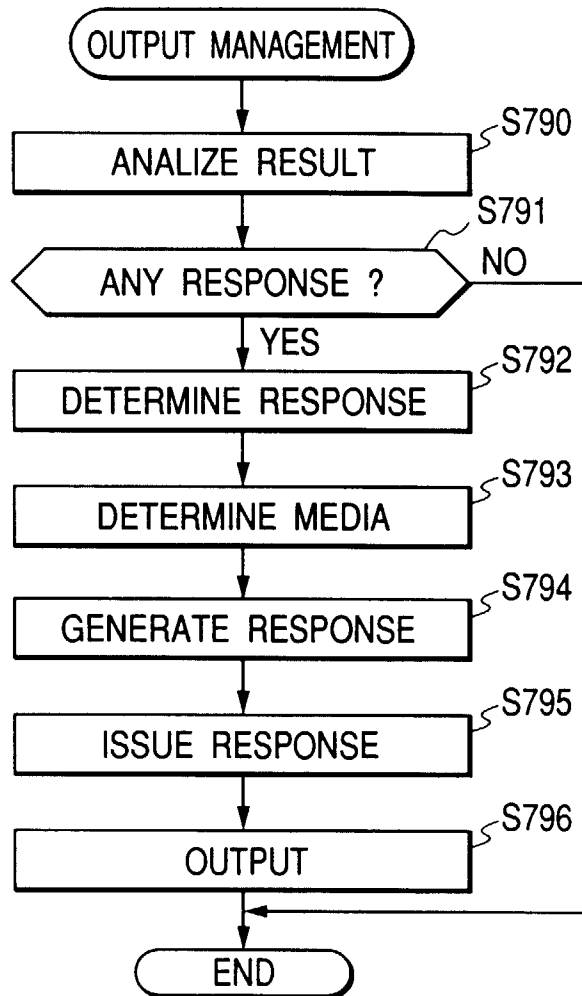 OUTPUT MANAGEMENT
S790
ANALIZE RESULT
S791
ANY RESPONSE ?
NO
YES
S792
DETERMINE RESPONSE
S793
DETERMINE MEDIA
S794
GENERATE RESPONSE
S795
ISSUE RESPONSE
S796
OUTPUT
END